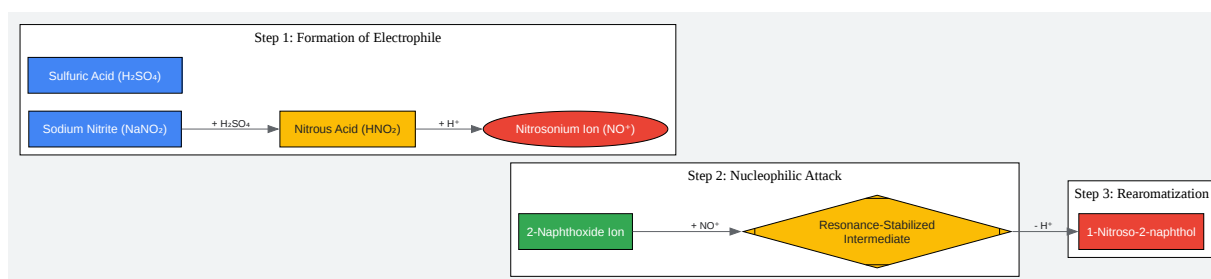 Step 1: Formation of Electrophile
Sulfuric Acid (H₂SO₄)
Sodium Nitrite (NaNO₂)
+ H₂SO₄
Nitrous Acid (HNO₂)
+ H⁺
Nitrosonium Ion (NO⁺)
Step 2: Nucleophilic Attack
2-Naphthoxide Ion
+ NO⁺
Resonance-Stabilized
Intermediate
- H⁺
Step 3: Rearomatization
1-Nitroso-2-naphthol